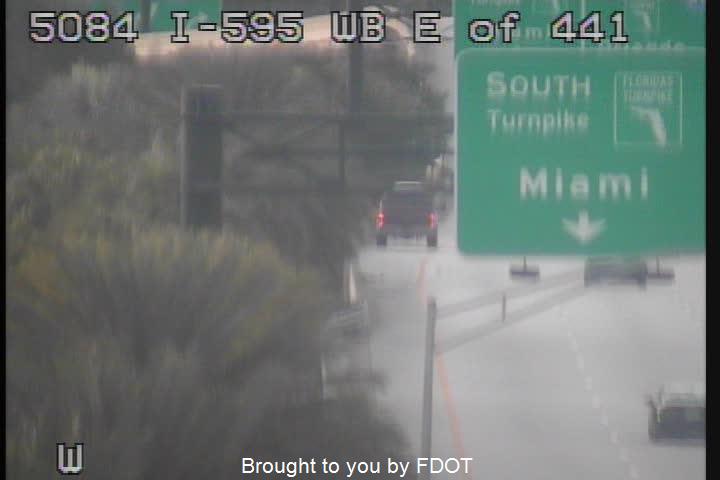 5084 I-595 WB E of 441
SOUTH
Turnpike
FLORIDA'S
TURNPIKE
Miami
W
Brought to you by FDOT